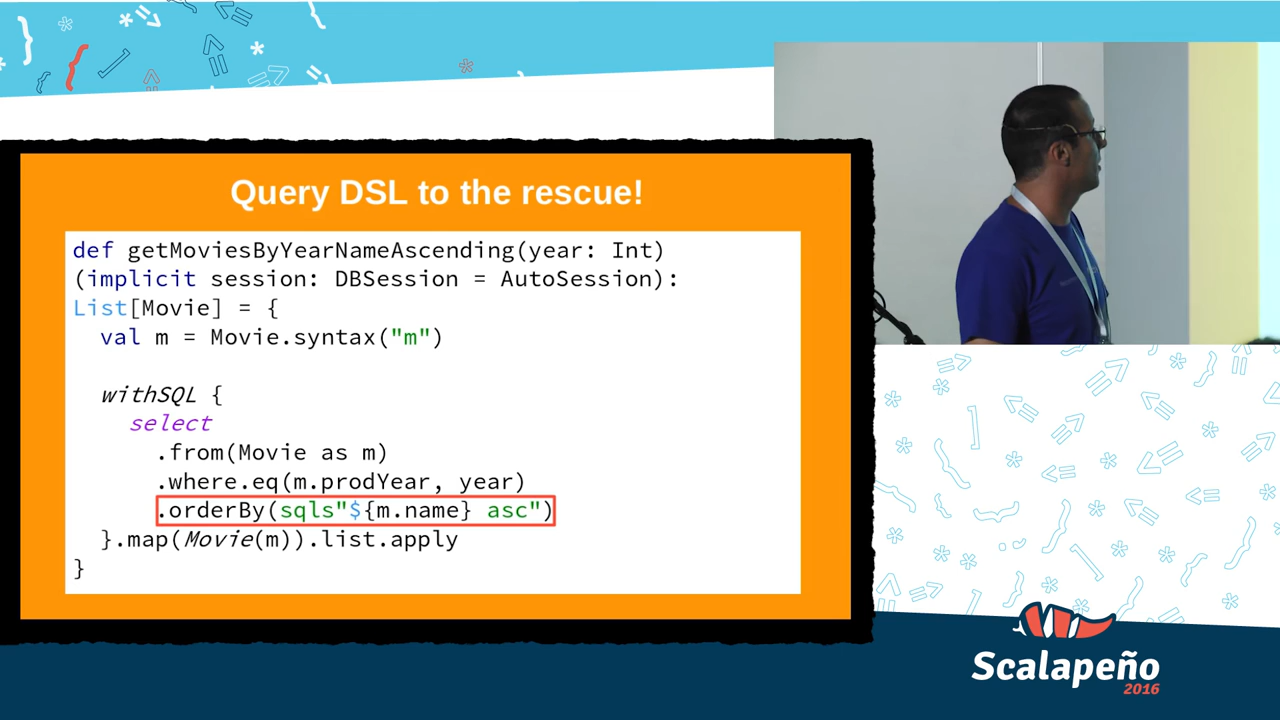 Query DSL to the rescue!
def getMoviesByYearNameAscending(year: Int)
(implicit session: DBSession = AutoSession):
List[Movie] = {
  val m = Movie.syntax("m")
  withSQL {
    select
      .from(Movie as m)
      .where.eq(m.prodYear, year)
      .orderBy(sqls"${m.name} asc")
  }.map(Movie(m)).list.apply
}
Scalapeño
2016